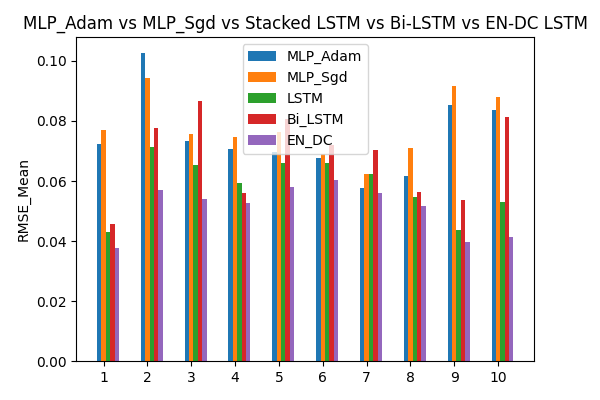 MLP_Adam vs MLP_Sgd vs Stacked LSTM vs Bi-LSTM vs EN-DC LSTM
MLP_Adam
MLP_Sgd
LSTM
Bi_LSTM
EN_DC
RMSE_Mean
0.10
0.08
0.06
0.04
0.02
0.00
1 2 3 4 5 6 7 8 9 10